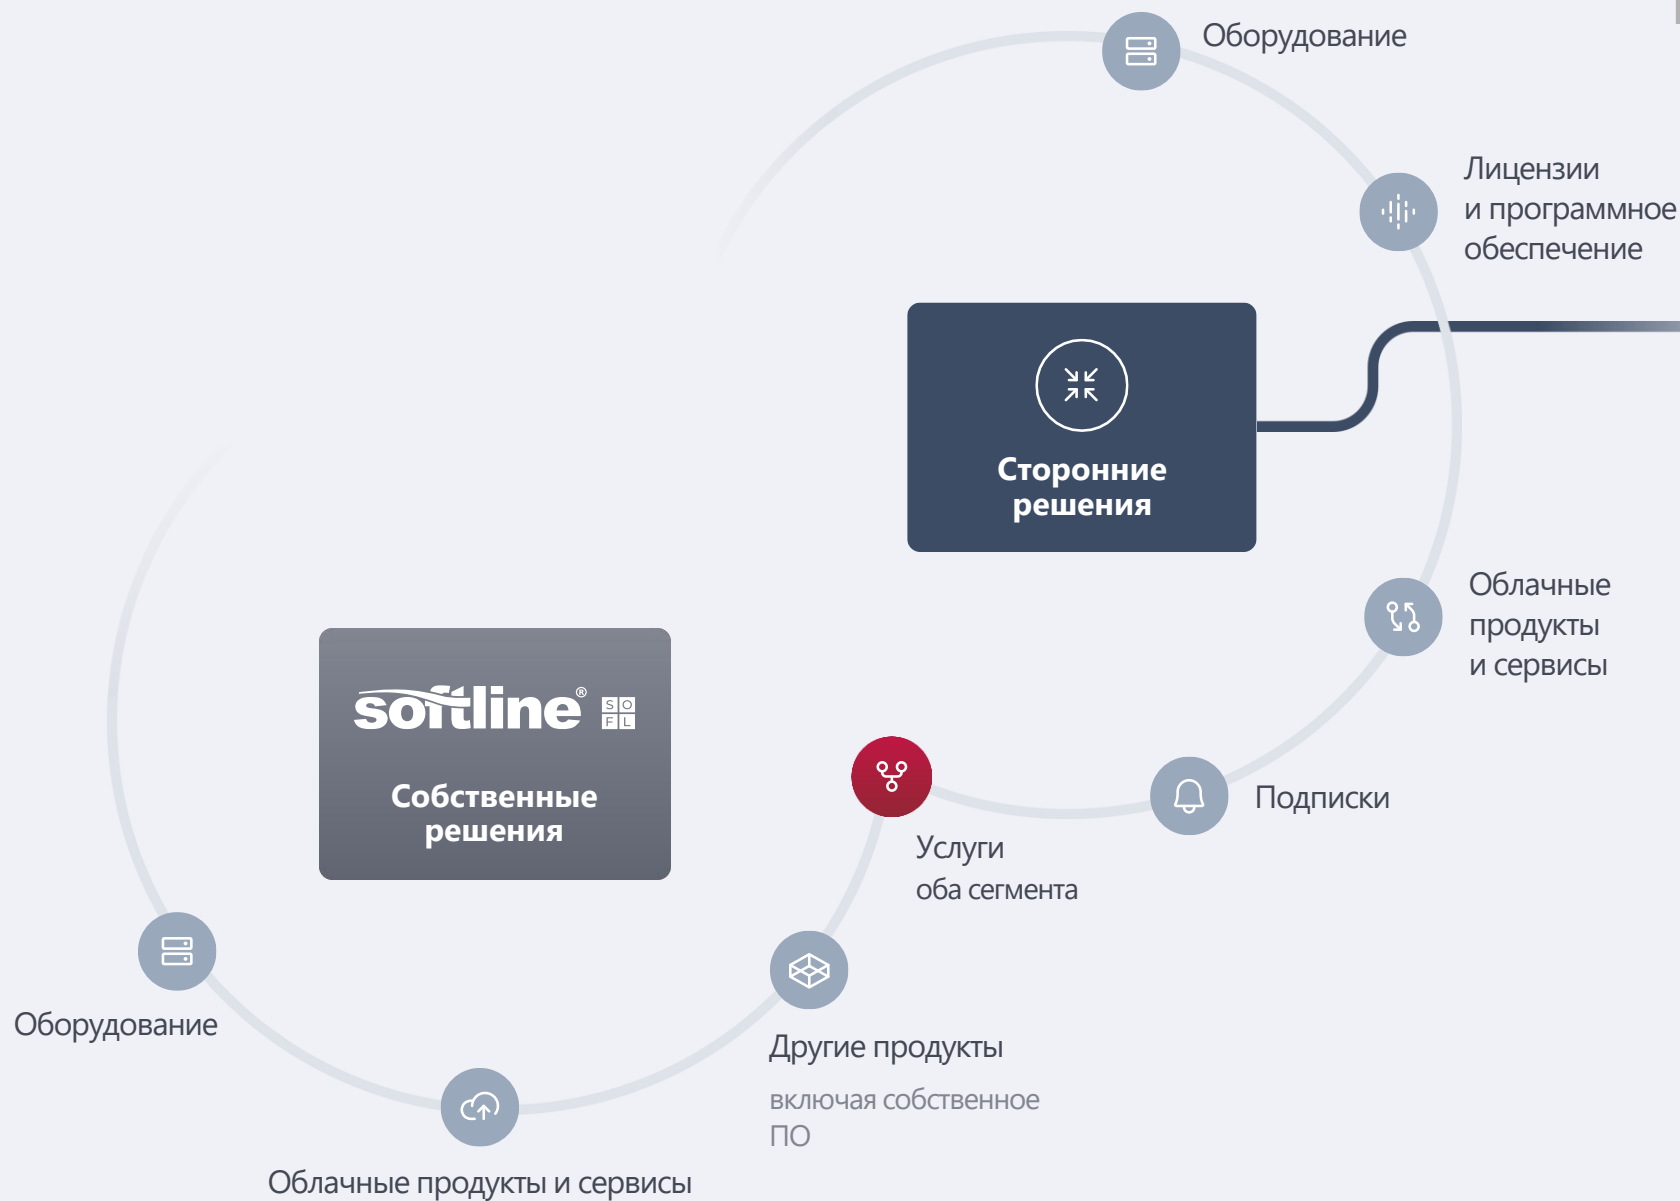 Оборудование
Лицензии
и программное
обеспечение
Сторонние
решения
Облачные
продукты
и сервисы
softline®
S O
F L
Собственные
решения
Подписки
Услуги
оба сегмента
Оборудование
Другие продукты
включая собственное
ПО
Облачные продукты и сервисы